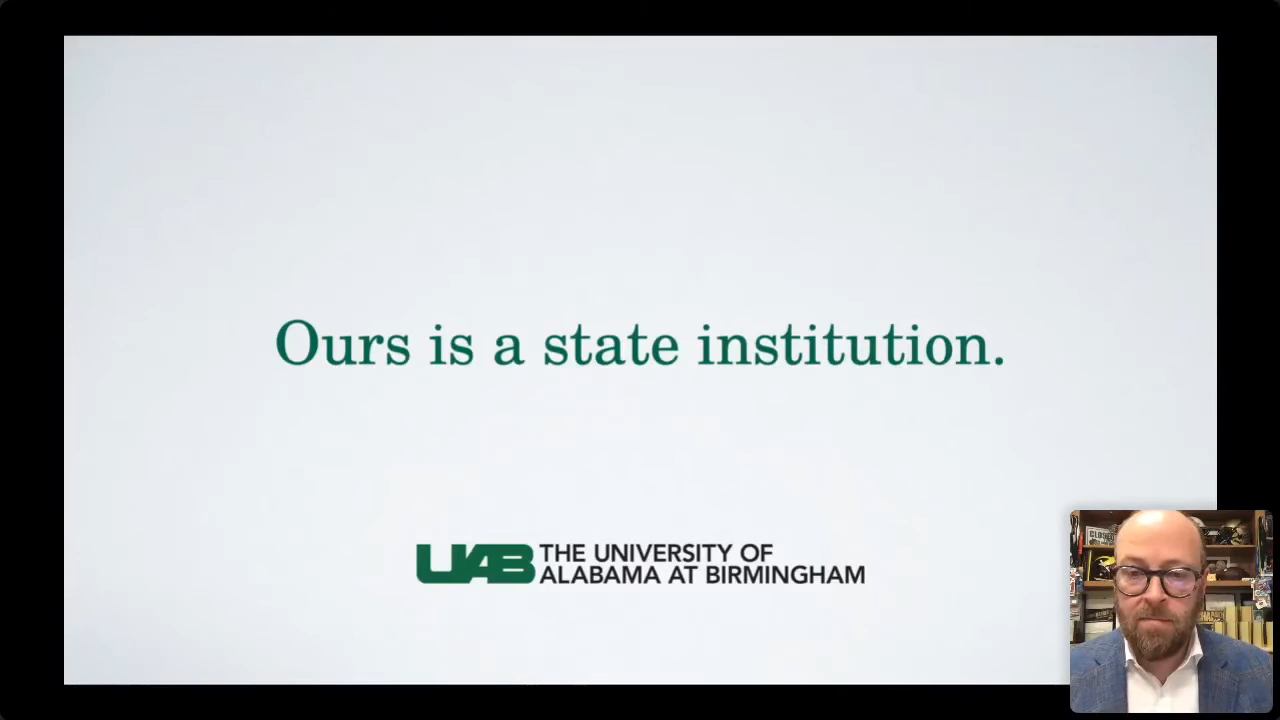 Ours is a state institution.
UAB THE UNIVERSITY OF
ALABAMA AT BIRMINGHAM